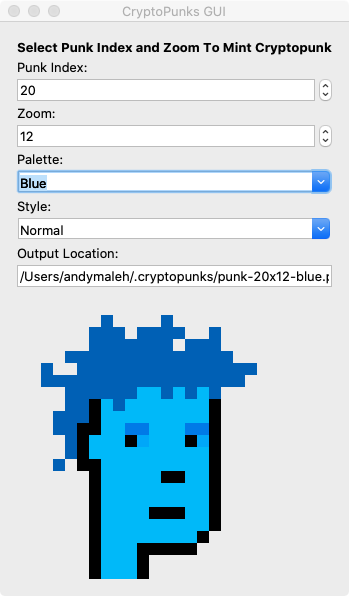 CryptoPunks GUI
Select Punk Index and Zoom To Mint Cryptopunk
Punk Index:
20
Zoom:
12
Palette:
Blue
Style:
Normal
Output Location:
/Users/andymaleh/.cryptopunks/punk-20x12-blue.p